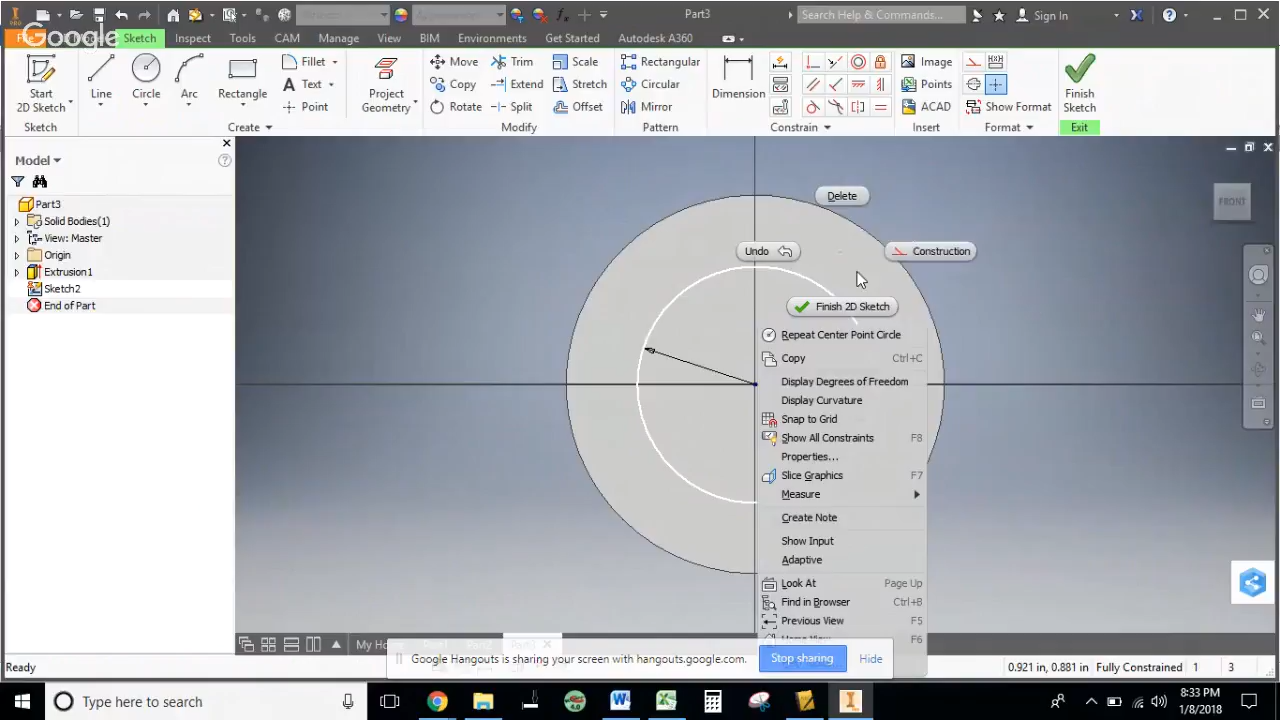 Part3
Search Help & Commands...
Sign In
Google
Sketch
Inspect
Tools
CAM
Manage
View
BIM
Environments
Get Started
Autodesk A360
Start
2D Sketch
Line
Circle
Arc
Rectangle
Fillet
Text
Point
Project
Geometry
Move
Copy
Rotate
Trim
Extend
Split
Scale
Stretch
Offset
Rectangular
Circular
Mirror
Dimension
Image
Points
ACAD
Show Format
Finish
Sketch
Sketch
Create
Modify
Pattern
Constrain
Insert
Format
Exit
Model
Part3
Solid Bodies(1)
View: Master
Origin
Extrusion1
Sketch2
End of Part
FRONT
Delete
Undo
Construction
Finish 2D Sketch
Repeat Center Point Circle
Copy Ctrl+C
Display Degrees of Freedom
Display Curvature
Snap to Grid
Show All Constraints F8
Properties...
Slice Graphics F7
Measure
Create Note
Show Input
Adaptive
Look At Page Up
Find in Browser Ctrl+B
Previous View F5
Home View F6
Google Hangouts is sharing your screen with hangouts.google.com.
Stop sharing
Hide
Ready
0.921 in, 0.881 in Fully Constrained 1 3
Type here to search
8:33 PM
1/8/2018